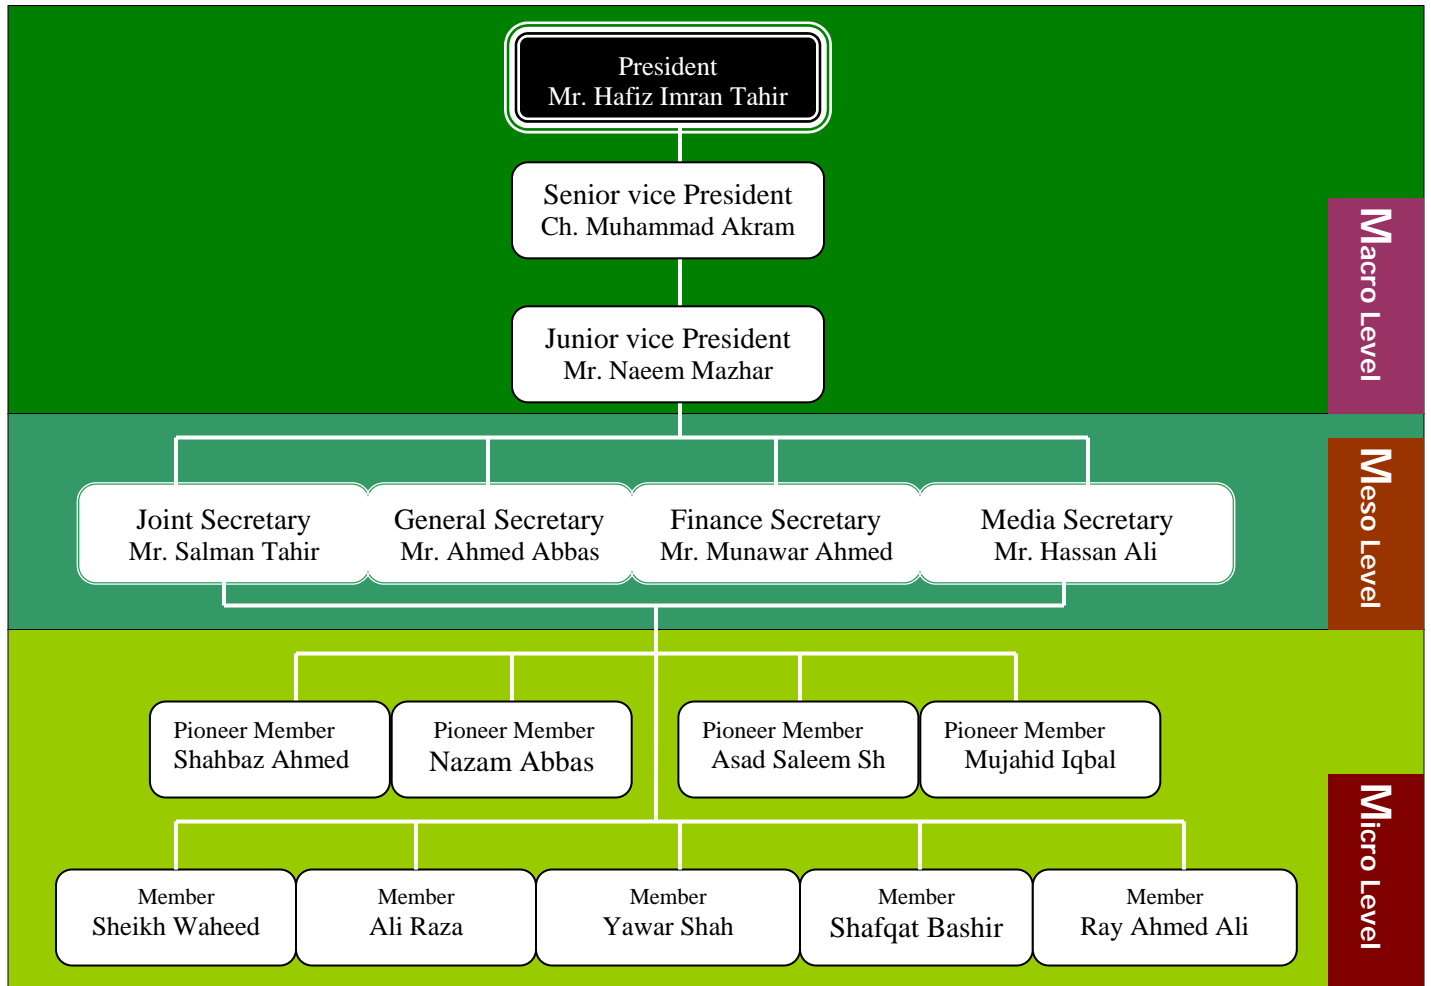 President
Mr. Hafiz Imran Tahir
Senior vice President
Ch. Muhammad Akram
Junior vice President
Mr. Naeem Mazhar
Macro Level
Joint Secretary
Mr. Salman Tahir
General Secretary
Mr. Ahmed Abbas
Finance Secretary
Mr. Munawar Ahmed
Media Secretary
Mr. Hassan Ali
Meso Level
Pioneer Member
Shahbaz Ahmed
Pioneer Member
Nazam Abbas
Pioneer Member
Asad Saleem Sh
Pioneer Member
Mujahid Iqbal
Member
Sheikh Waheed
Member
Ali Raza
Member
Yawar Shah
Member
Shafqat Bashir
Member
Ray Ahmed Ali
Micro Level